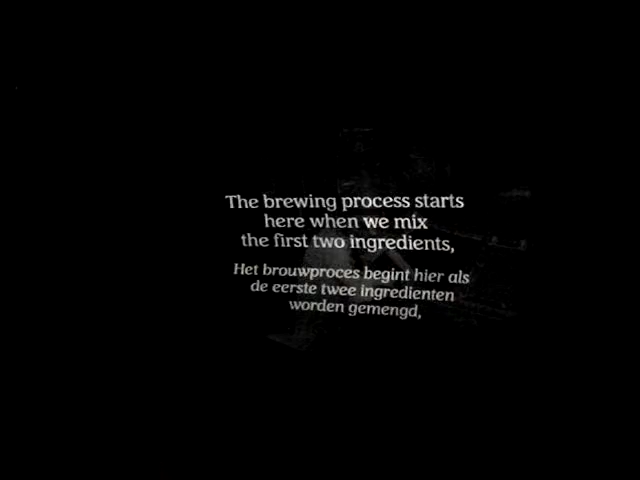 The brewing process starts
here when we mix
the first two ingredients,
Het brouwproces begint hier als
de eerste twee ingredienten
worden gemengd,